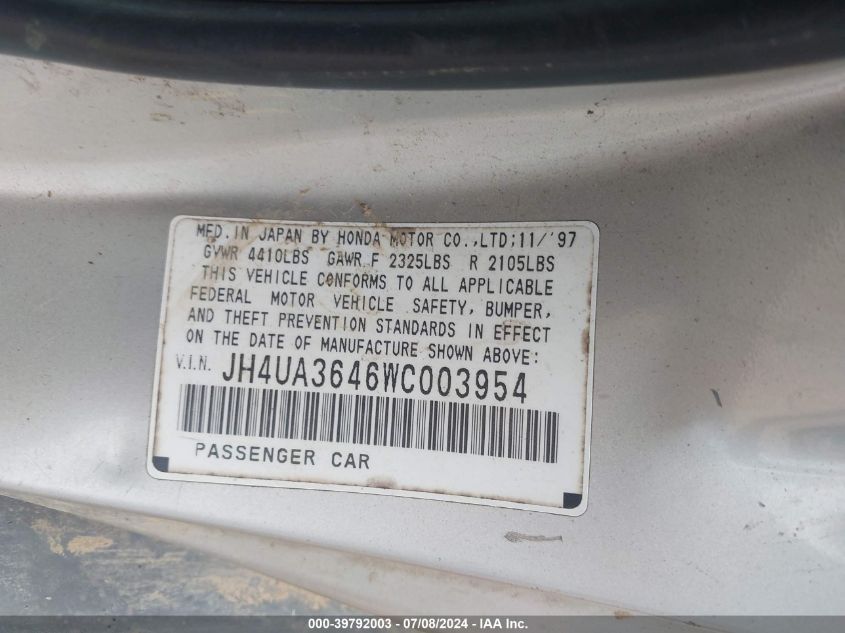 MFD. IN JAPAN BY HONDA MOTOR CO.,LTD;11/'97
GVWR 4410LBS GAWR F 2325LBS R 2105LBS
THIS VEHICLE CONFORMS TO ALL APPLICABLE
FEDERAL MOTOR VEHICLE SAFETY, BUMPER,
AND THEFT PREVENTION STANDARDS IN EFFECT
ON THE DATE OF MANUFACTURE SHOWN ABOVE:
V.I.N. JH4UA3646WC003954
PASSENGER CAR
000-39792003 - 07/08/2024 - IAA Inc.